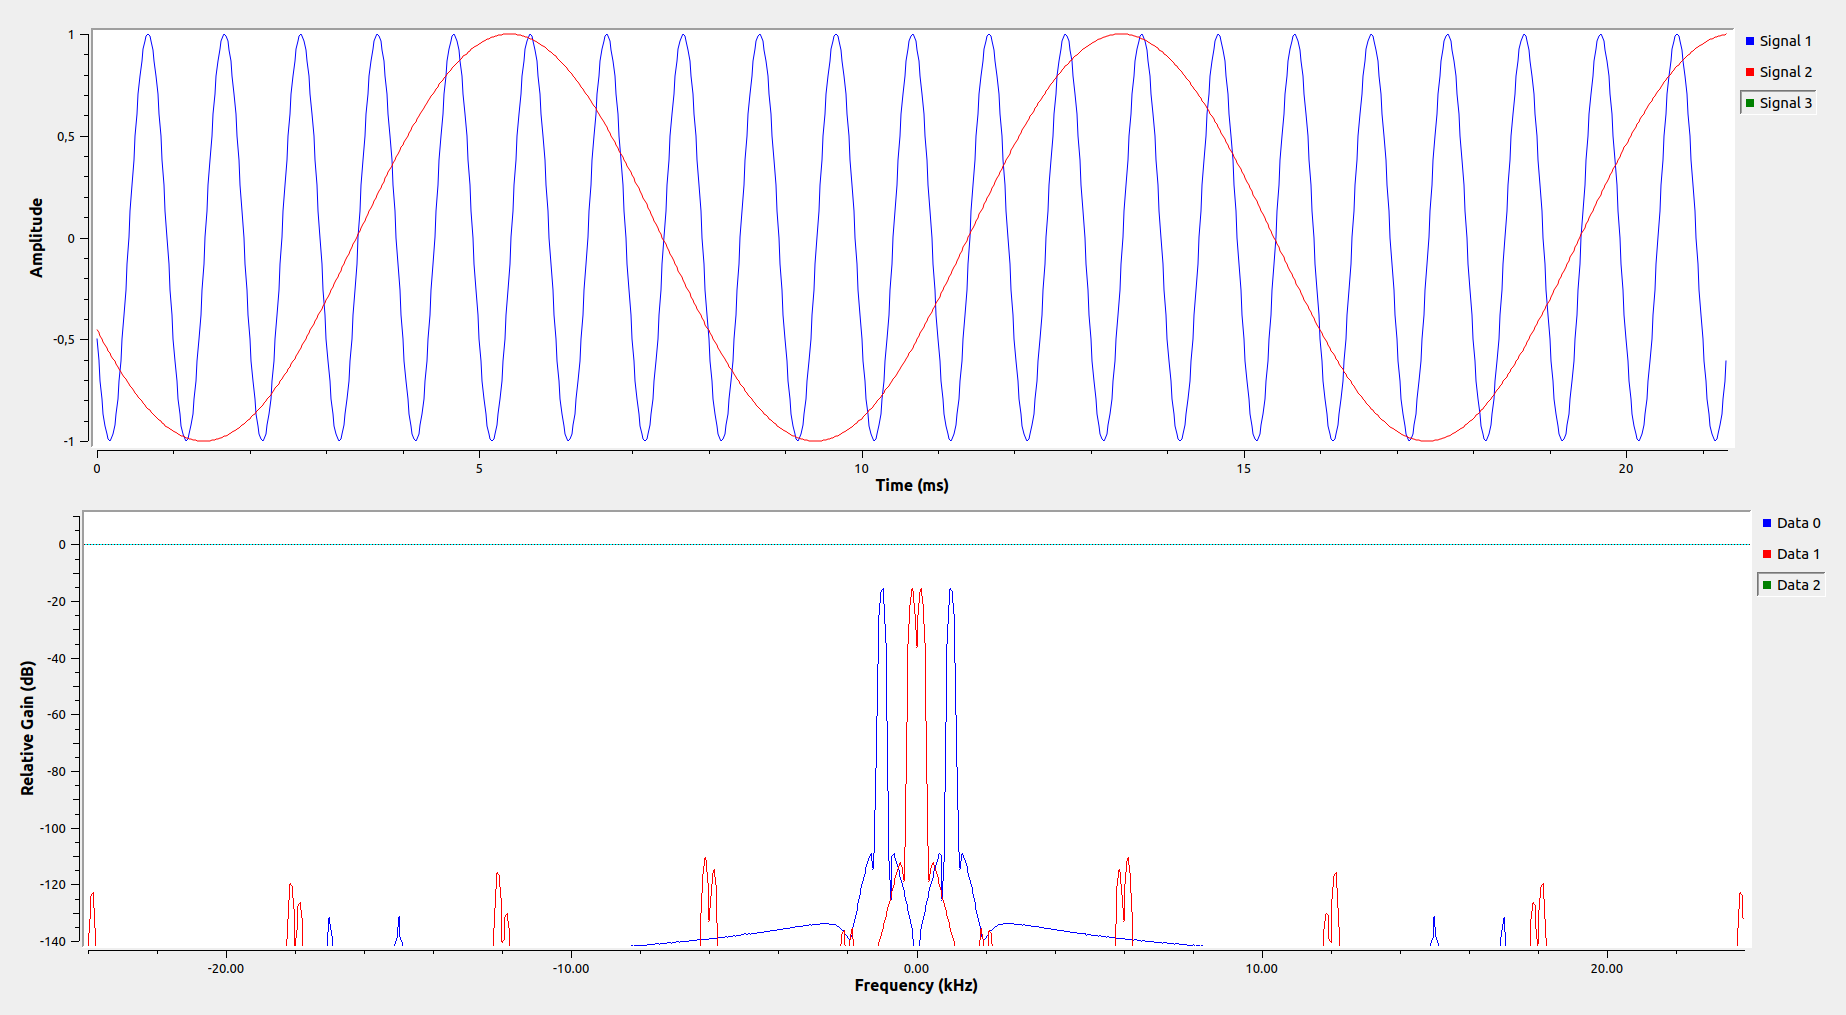 1
0,5
0
-0,5
-1
Amplitude
0 5 10 15 20
Time (ms)
Signal 1
Signal 2
Signal 3
0
-20
-40
-60
-80
-100
-120
-140
Relative Gain (dB)
-20.00 -10.00 0.00 10.00 20.00
Frequency (kHz)
Data 0
Data 1
Data 2